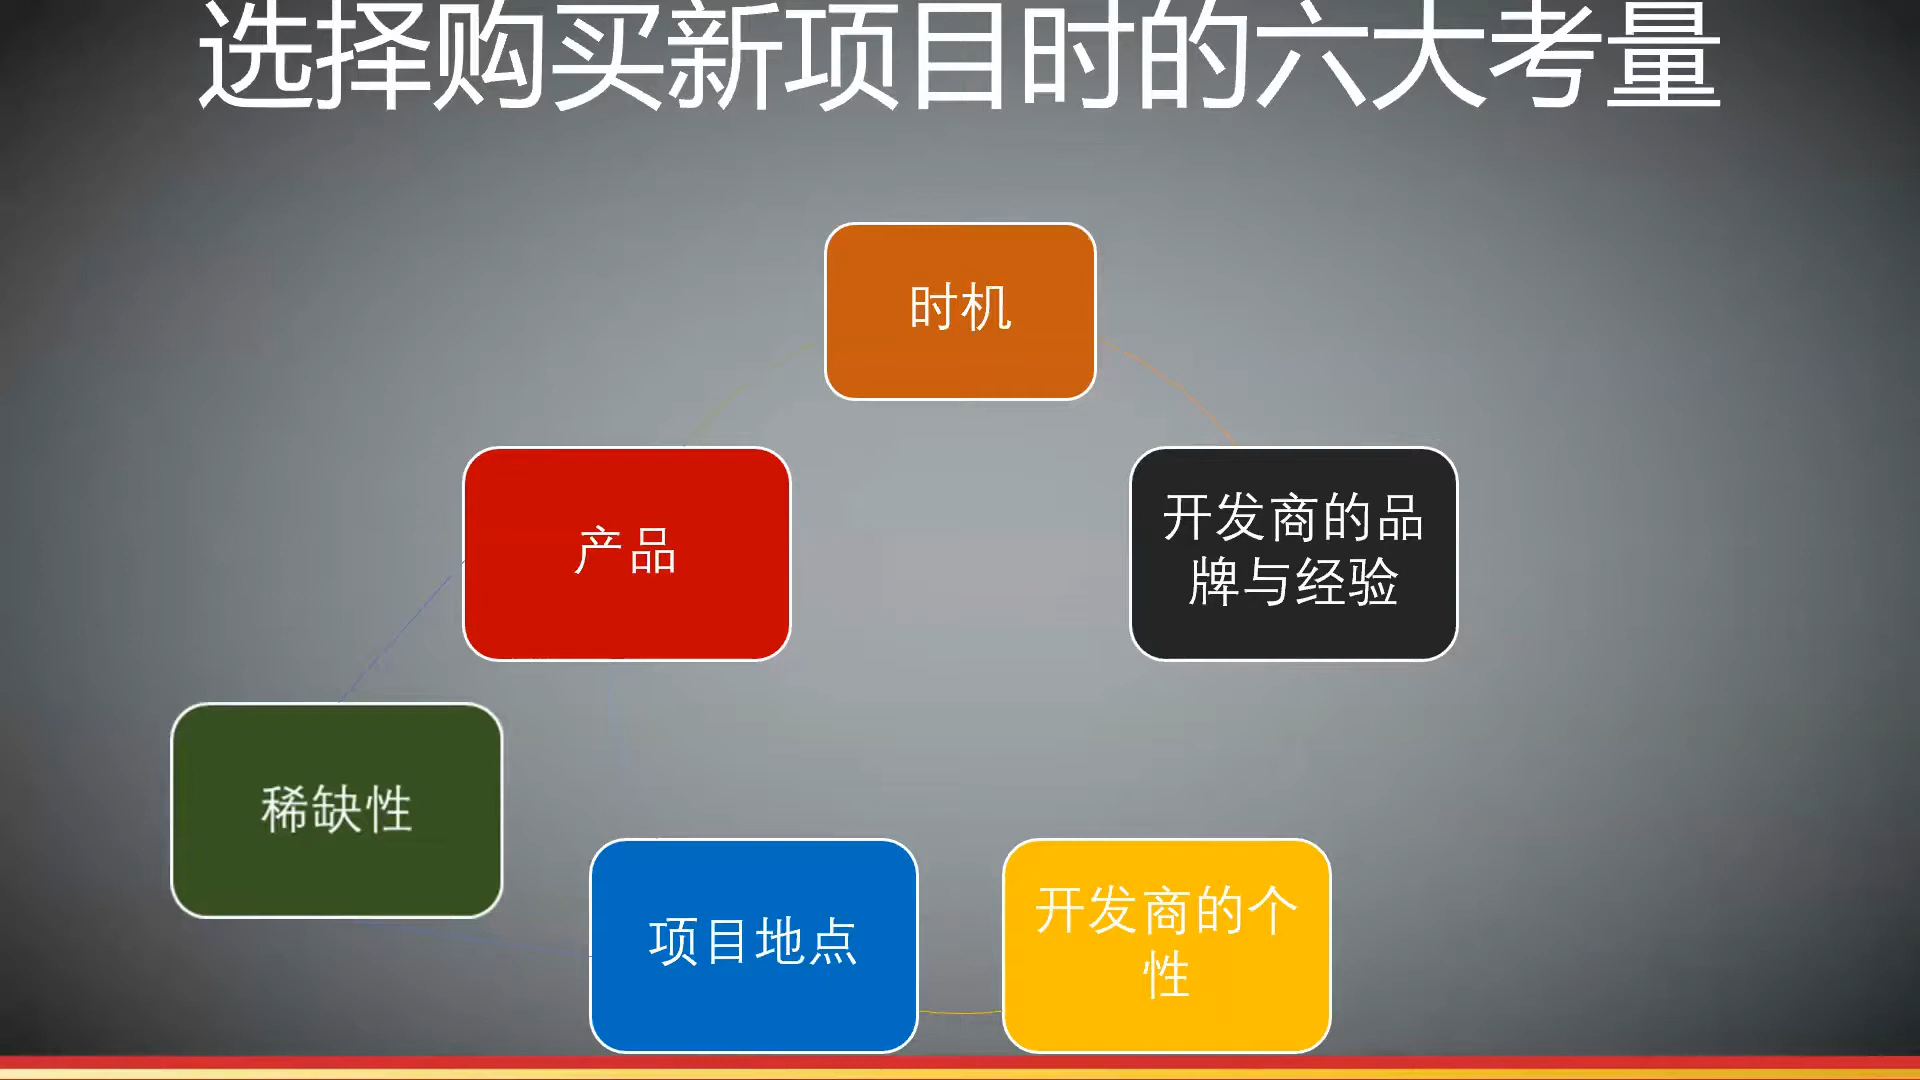 选择购买新项目时的六大考量
时机
产品
开发商的品
牌与经验
稀缺性
项目地点
开发商的个
性